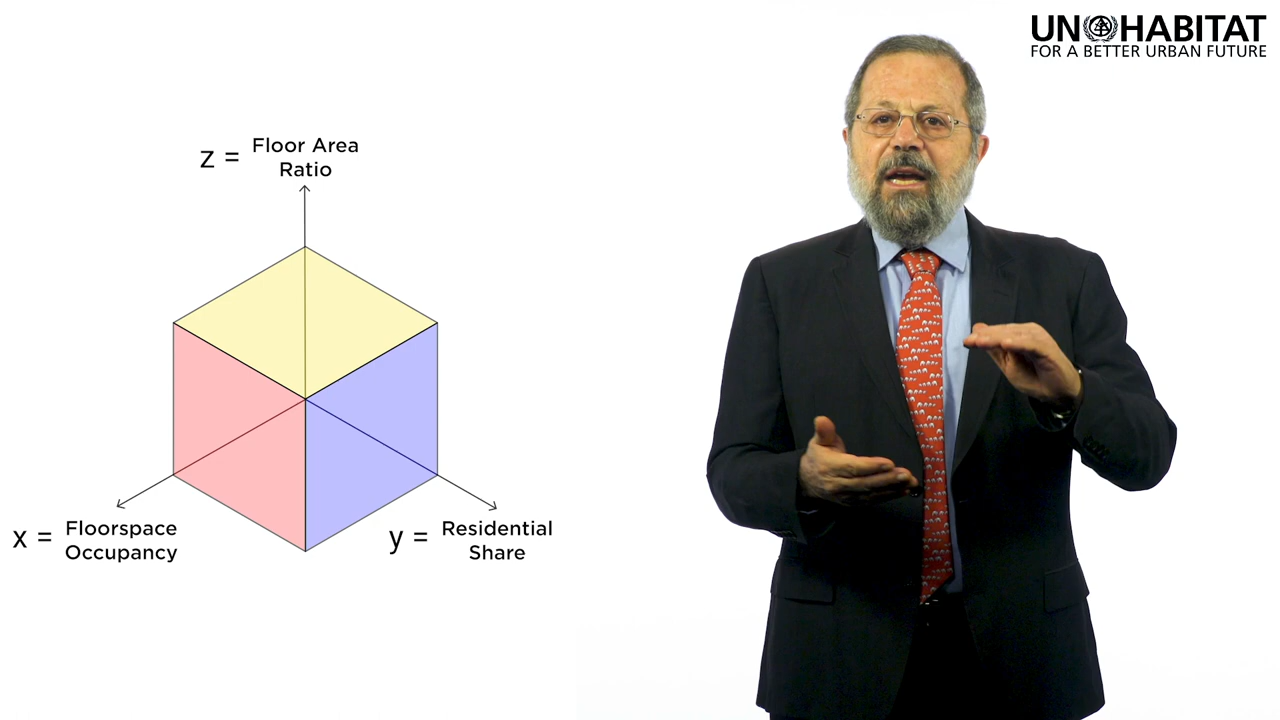 UN HABITAT
FOR A BETTER URBAN FUTURE
z = Floor Area
Ratio
x = Floorspace
Occupancy
y = Residential
Share